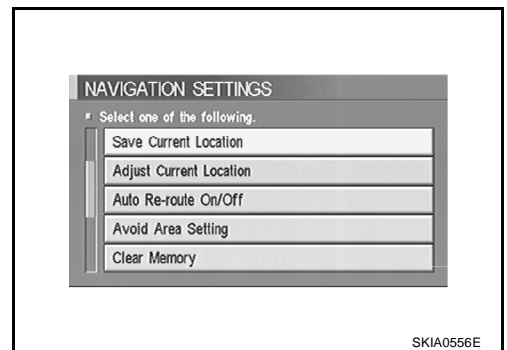 NAVIGATION SETTINGS
Select one of the following.
Save Current Location
Adjust Current Location
Auto Re-route On/Off
Avoid Area Setting
Clear Memory
SKIA0556E